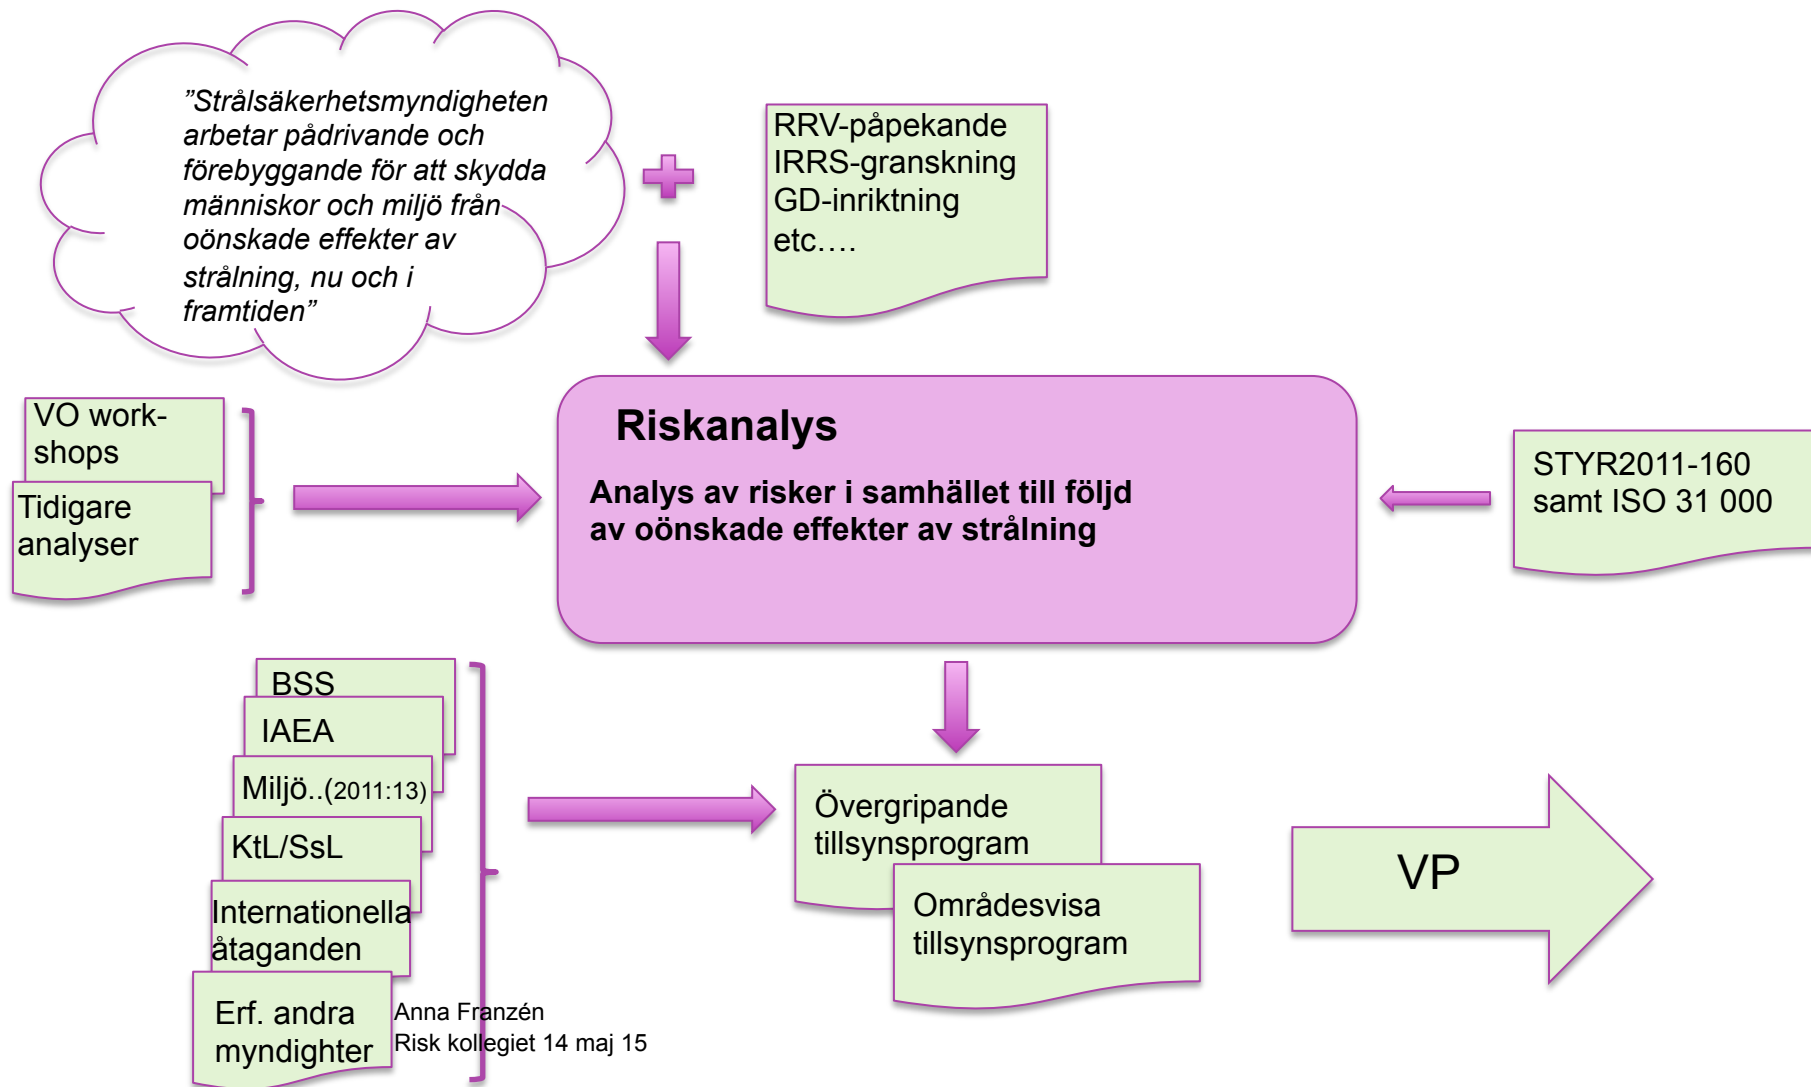 ”Strålsäkerhetsmyndigheten
arbetar pådrivande och
förebyggande för att skydda
människor och miljö från
oönskade effekter av
strålning, nu och i
framtiden”
RRV-påpekande
IRRS-granskning
GD-inriktning
etc….
VO work-
shops
Tidigare
analyser
Riskanalys
Analys av risker i samhället till följd
av oönskade effekter av strålning
STYR2011-160
samt ISO 31 000
BSS
IAEA
Miljö..(2011:13)
KtL/SsL
Internationella
åtaganden
Erf. andra
myndighter
Övergripande
tillsynsprogram
Områdesvisa
tillsynsprogram
VP
Anna Franzén
Risk kollegiet 14 maj 15